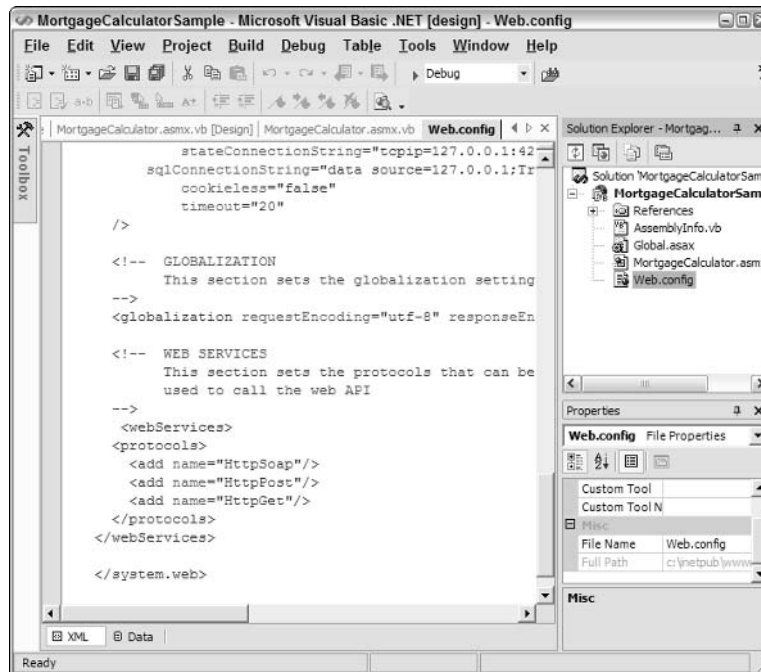 MortgageCalculatorSample - Microsoft Visual Basic .NET [design] - Web.config
File Edit View Project Build Debug Table Tools Window Help
Debug
a-b
MortgageCalculator.asmx.vb [Design] MortgageCalculator.asmx.vb Web.config
Toolbox
stateConnectionString="tcpip=127.0.0.1:42
sqlConnectionString="data source=127.0.0.1;Tr
cookieless="false"
timeout="20"
/>
<!-- GLOBALIZATION
This section sets the globalization setting
-->
<globalization requestEncoding="utf-8" responseEn
<!-- WEB SERVICES
This section sets the protocols that can be
used to call the web API
-->
<webServices>
<protocols>
<add name="HttpSoap"/>
<add name="HttpPost"/>
<add name="HttpGet"/>
</protocols>
</webServices>
</system.web>
XML Data
Ready
Solution Explorer - Mortgag...
Solution 'MortgageCalculatorSam
MortgageCalculatorSam
References
AssemblyInfo.vb
Global.asax
MortgageCalculator.asm
Web.config
Properties
Web.config File Properties
Custom Tool
Custom Tool N
Misc
File Name Web.config
Full Path c:\inetpub\www
Misc